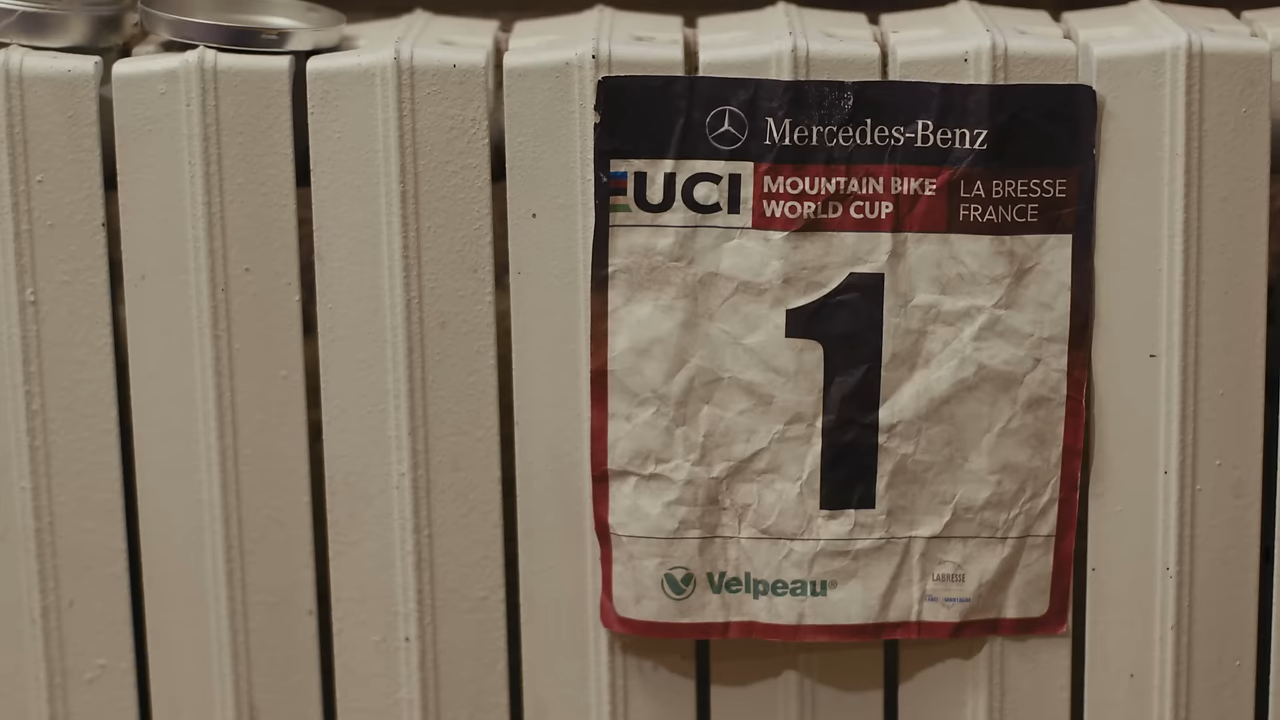 Mercedes-Benz
UCI
MOUNTAIN BIKE
WORLD CUP
LA BRESSE
FRANCE
1
Velpeau®
LABRESSE